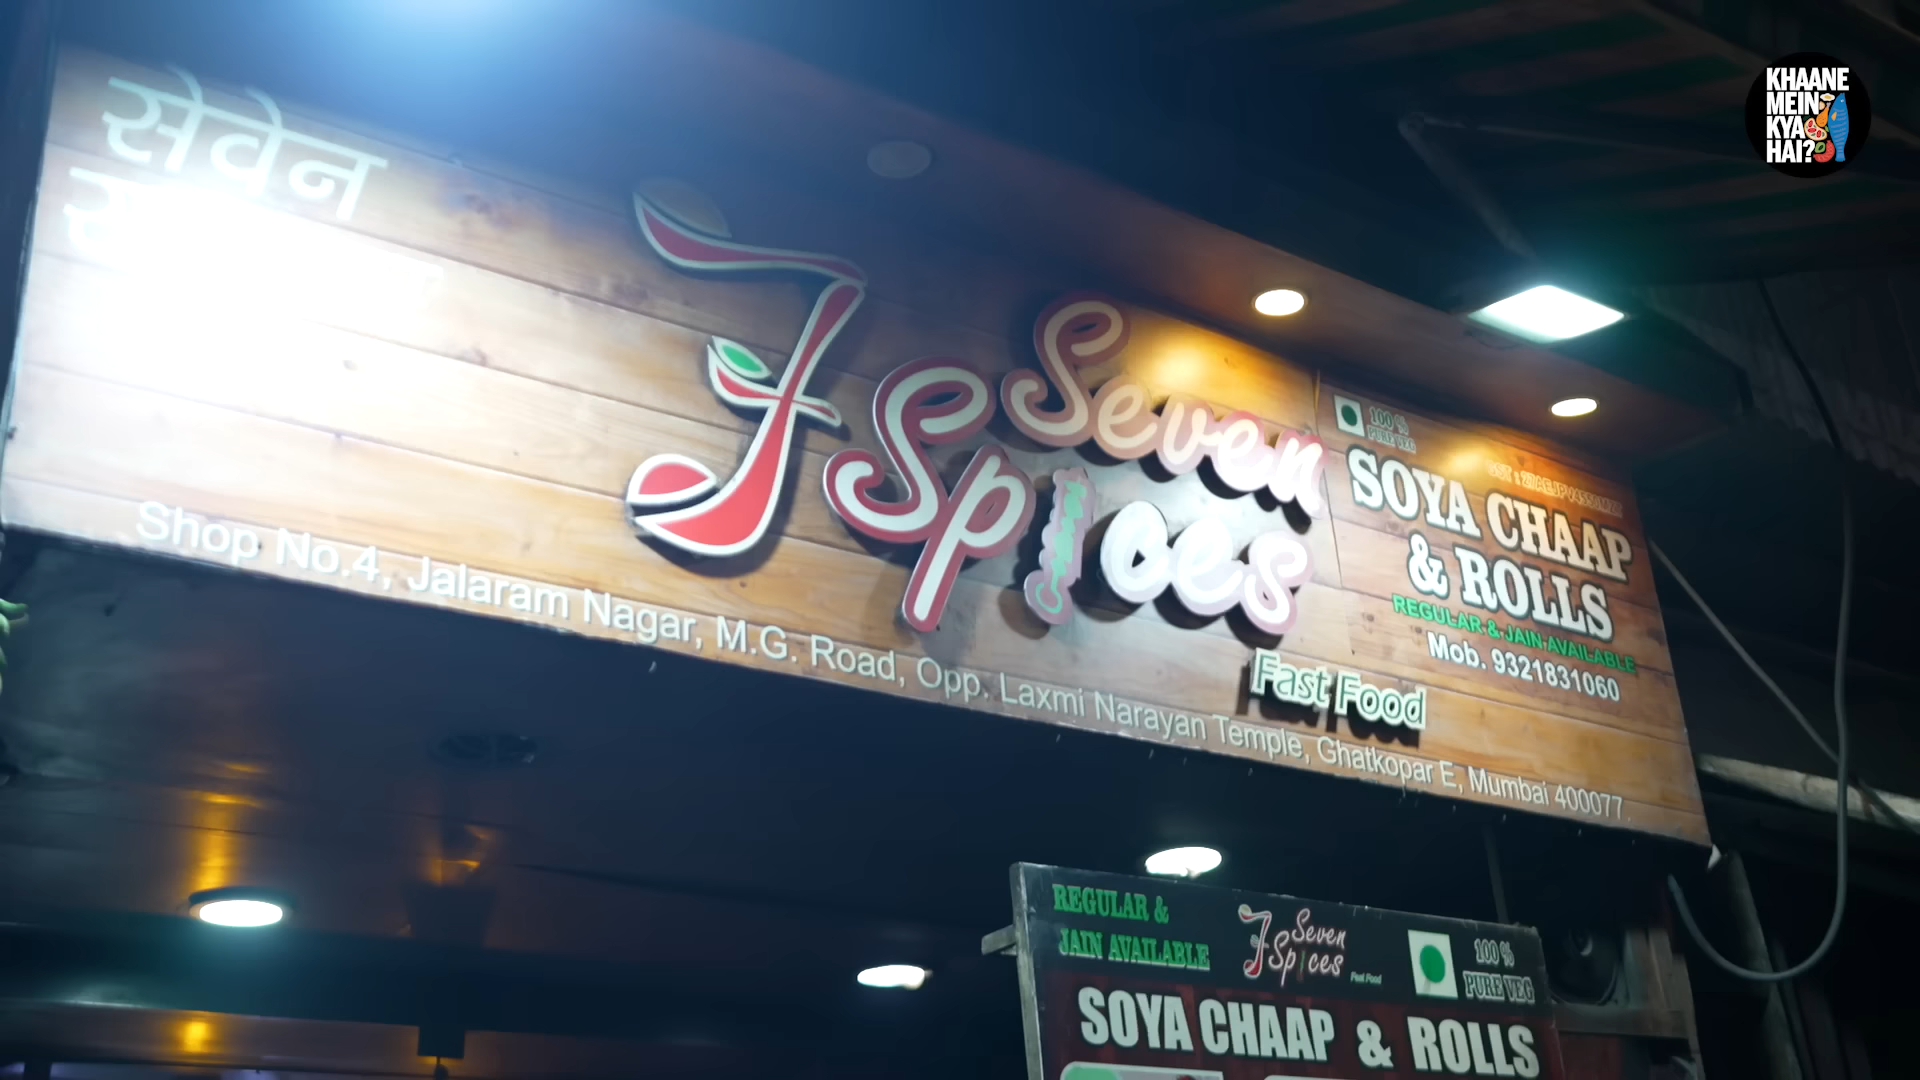 सेवेन
Seven
Spices
Fast Food
Shop No.4, Jalaram Nagar, M.G. Road, Opp. Laxmi Narayan Temple, Ghatkopar E, Mumbai 400077.
100 %
PURE VEG
SOYA CHAAP
& ROLLS
REGULAR & JAIN AVAILABLE
Mob. 9321831060
REGULAR &
JAIN AVAILABLE
Seven
Spices
Fast Food
100 %
PURE VEG
SOYA CHAAP & ROLLS
KHAANE
MEIN
KYA
HAI?